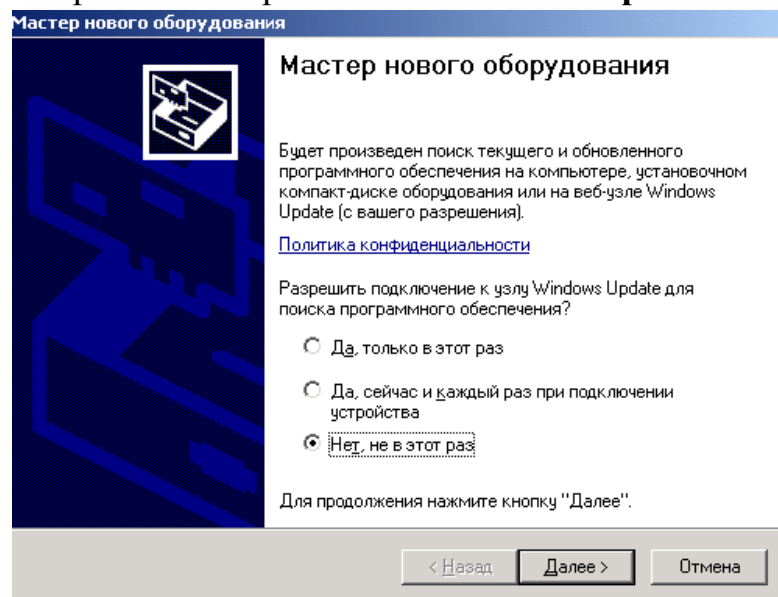 Мастер нового оборудования
Мастер нового оборудования
Будет произведен поиск текущего и обновленного
программного обеспечения на компьютере, установочном
компакт-диске оборудования или на веб-узле Windows
Update (с вашего разрешения).
Политика конфиденциальности
Разрешить подключение к узлу Windows Update для
поиска программного обеспечения?
Да, только в этот раз
Да, сейчас и каждый раз при подключении
устройства
Нет, не в этот раз
Для продолжения нажмите кнопку "Далее".
< Назад Далее > Отмена